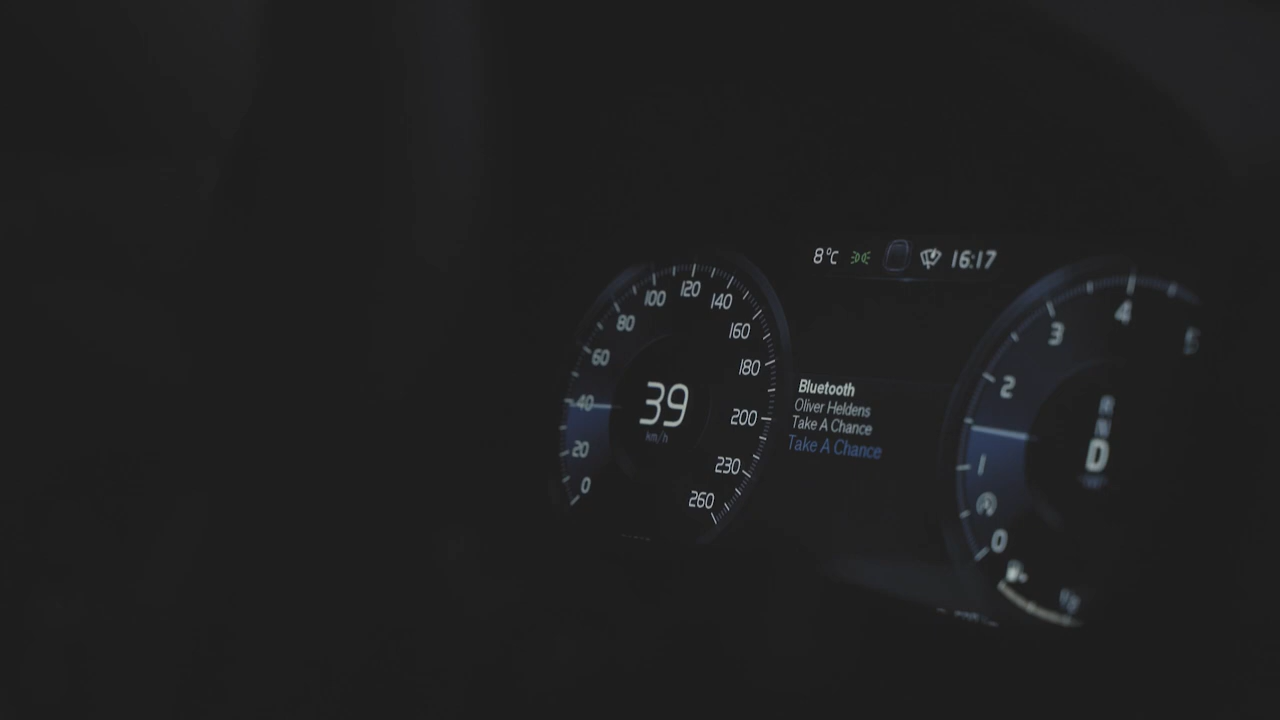 8°C 16:17
0 20 40 60 80 100 120 140 160 180 200 230 260
39
km/h
Bluetooth
Oliver Heldens
Take A Chance
Take A Chance
0 1 2 3 4 5
R
N
D